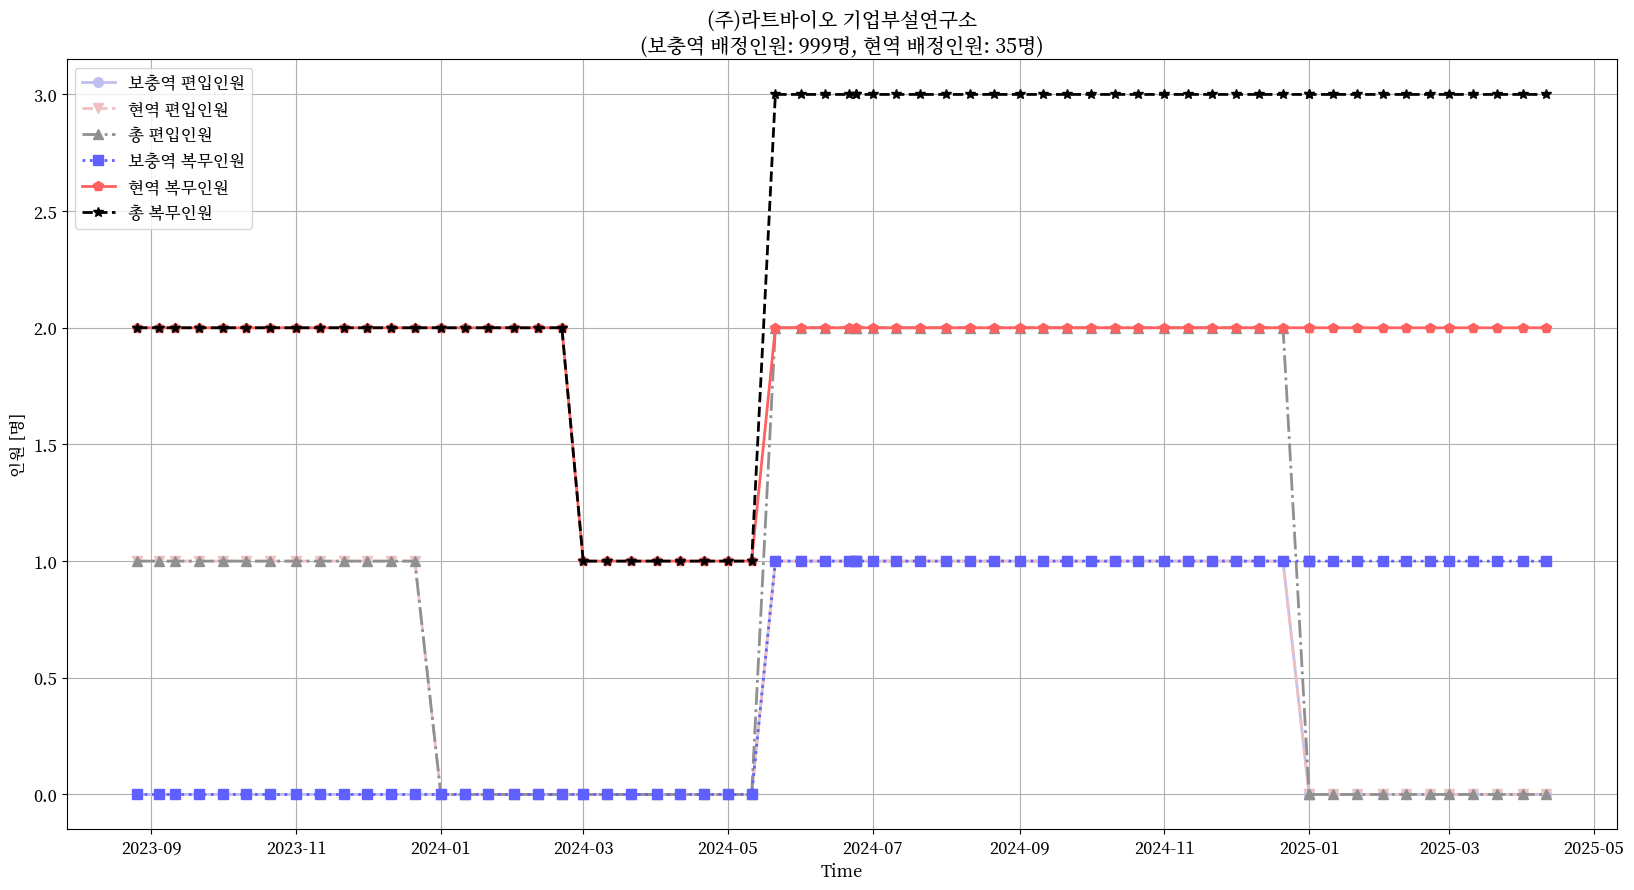 (주)라트바이오 기업부설연구소
(보충역 배정인원: 999명, 현역 배정인원: 35명)
보충역 편입인원
현역 편입인원
총 편입인원
보충역 복무인원
현역 복무인원
총 복무인원
3.0
2.5
2.0
1.5
1.0
0.5
0.0
인원 [명]
2023-09
2023-11
2024-01
2024-03
2024-05
2024-07
2024-09
2024-11
2025-01
2025-03
2025-05
Time